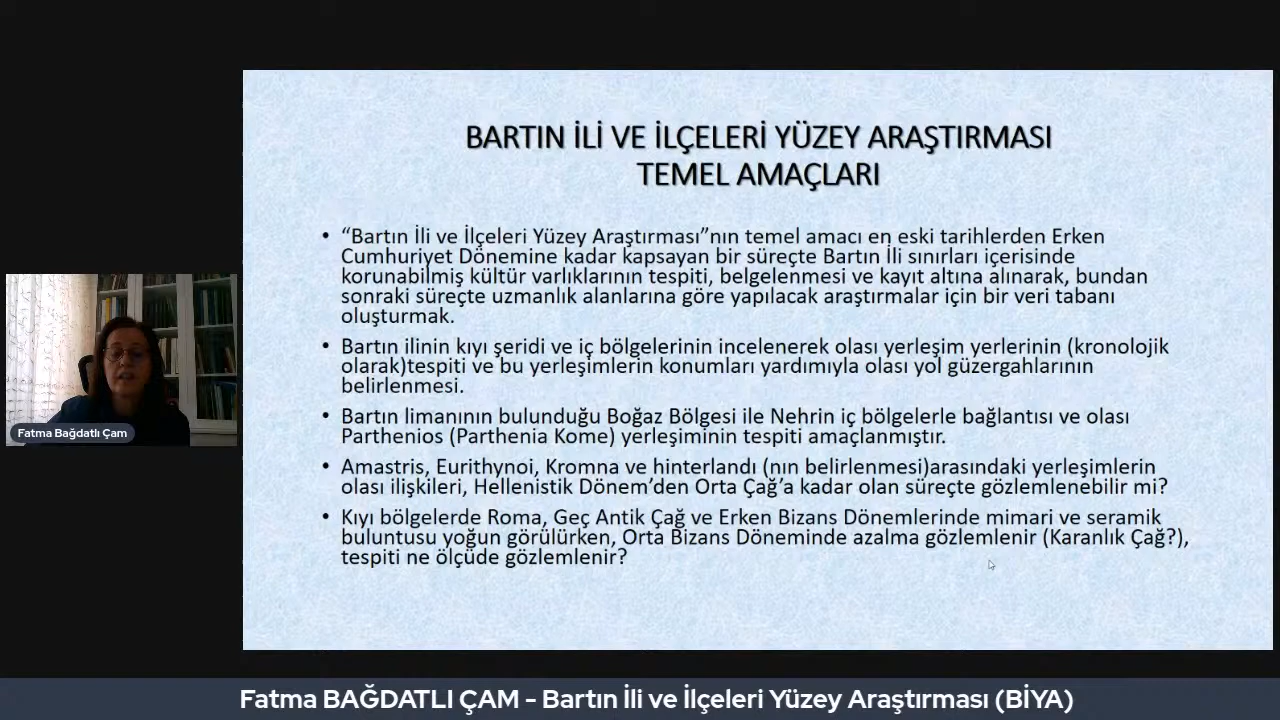 BARTIN İLİ VE İLÇELERİ YÜZEY ARAŞTIRMASI
TEMEL AMAÇLARI
• “Bartın İli ve İlçeleri Yüzey Araştırması”nın temel amacı en eski tarihlerden Erken
Cumhuriyet Dönemine kadar kapsayan bir süreçte Bartın İli sınırları içerisinde
korunabilmiş kültür varlıklarının tespiti, belgelenmesi ve kayıt altına alınarak, bundan
sonraki süreçte uzmanlık alanlarına göre yapılacak araştırmalar için bir veri tabanı
oluşturmak.
• Bartın ilinin kıyı şeridi ve iç bölgelerinin incelenerek olası yerleşim yerlerinin (kronolojik
olarak)tespiti ve bu yerleşimlerin konumları yardımıyla olası yol güzergahlarının
belirlenmesi.
• Bartın limanının bulunduğu Boğaz Bölgesi ile Nehrin iç bölgelerle bağlantısı ve olası
Parthenios (Parthenia Kome) yerleşiminin tespiti amaçlanmıştır.
• Amastris, Eurithynoi, Kromna ve hinterlandı (nın belirlenmesi)arasındaki yerleşimlerin
olası ilişkileri, Hellenistik Dönem’den Orta Çağ’a kadar olan süreçte gözlemlenebilir mi?
• Kıyı bölgelerde Roma, Geç Antik Çağ ve Erken Bizans Dönemlerinde mimari ve seramik
buluntusu yoğun görülürken, Orta Bizans Döneminde azalma gözlemlenir (Karanlık Çağ?),
tespiti ne ölçüde gözlemlenir?
Fatma Bağdatlı Çam
Fatma BAĞDATLI ÇAM - Bartın İli ve İlçeleri Yüzey Araştırması (BİYA)